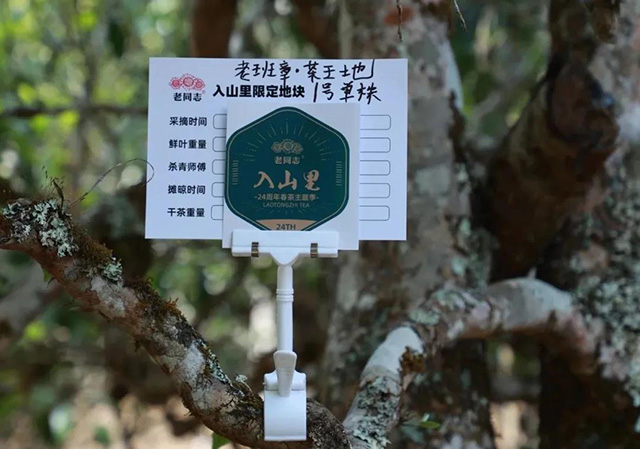 老班章·茶王地
老同志
入山里限定地块 1号单株
采摘时间
鲜叶重量
杀青师傅
摊晾时间
干茶重量
老同志
入山里
-24周年春茶主题季-
LAOTONGZHI TEA
24TH